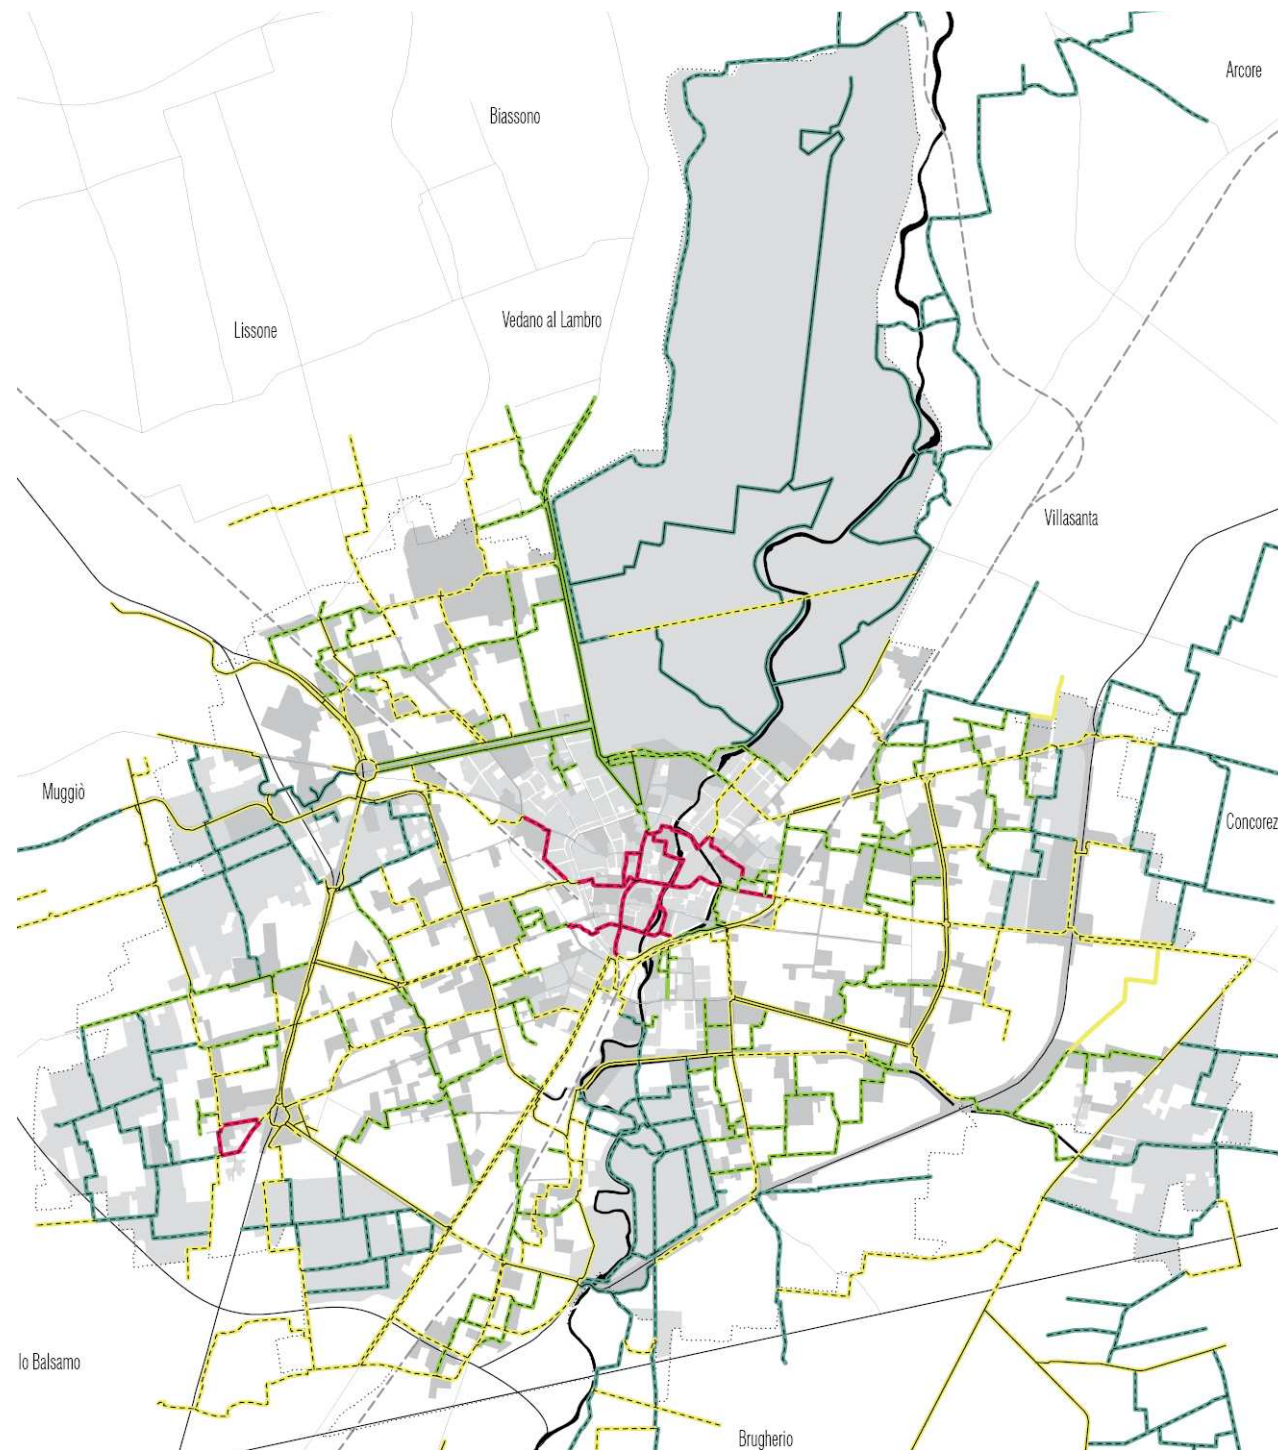 Arcore
Biassono
Vedano al Lambro
Lissone
Villasanta
Muggiò
Concorez
lo Balsamo
Brugherio